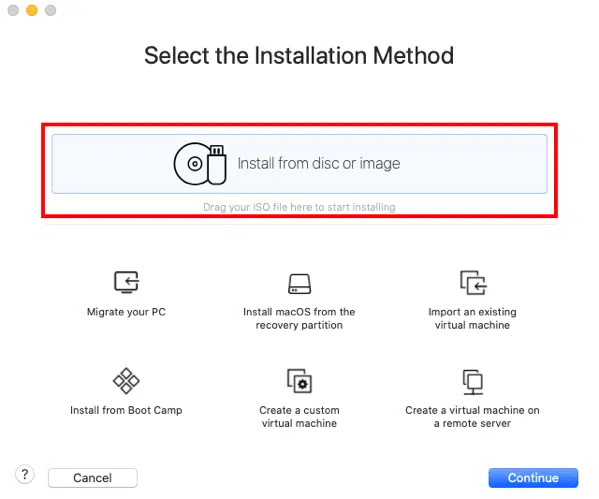 Select the Installation Method
Install from disc or image
Drag your ISO file here to start installing
Migrate your PC
Install macOS from the
recovery partition
Import an existing
virtual machine
Install from Boot Camp
Create a custom
virtual machine
Create a virtual machine on
a remote server
?
Cancel
Continue